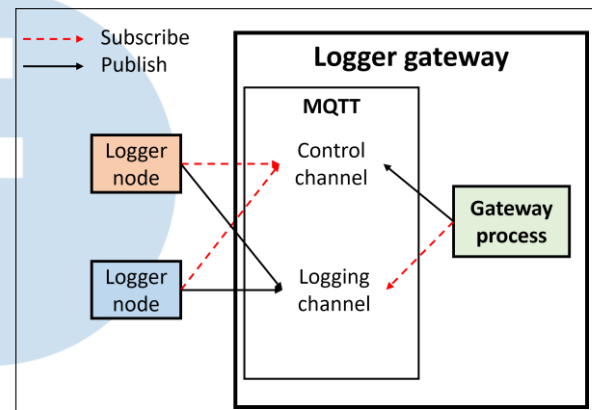 Subscribe
Publish
Logger gateway
MQTT
Logger
node
Control
channel
Gateway
process
Logger
node
Logging
channel